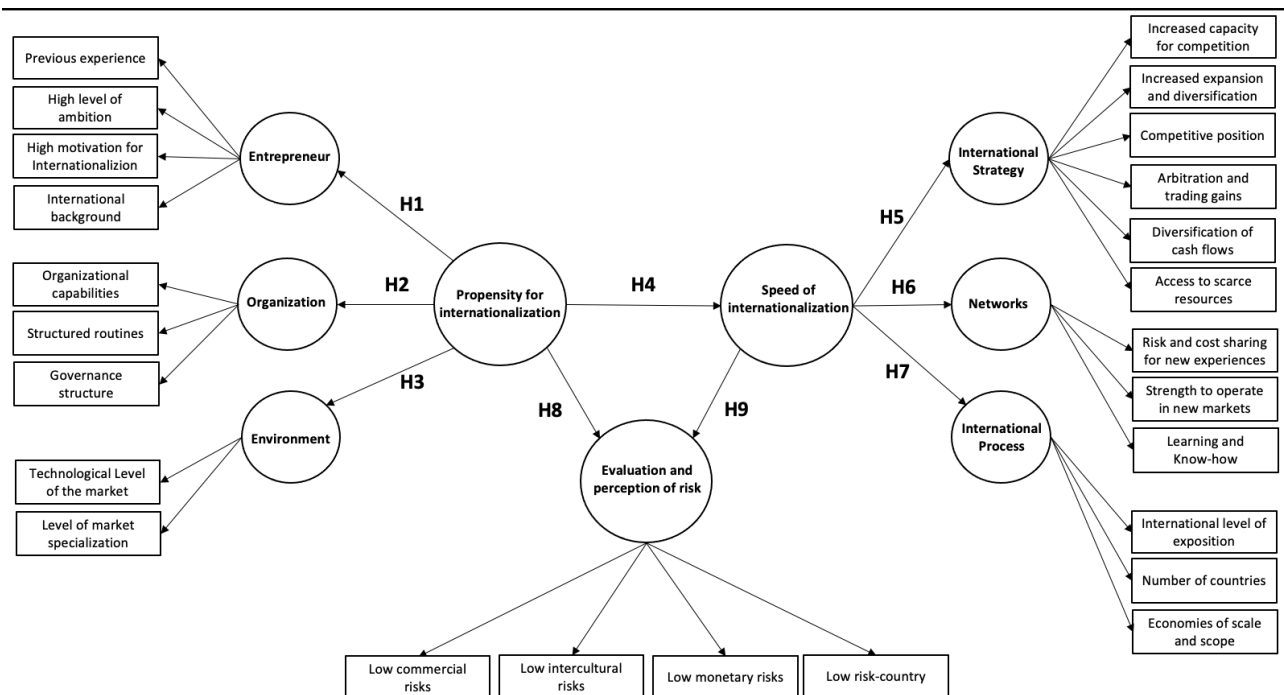 Previous experience
High level of
ambition
High motivation for
Internationalizion
International
background
Entrepreneur
H1
Organizational
capabilities
Structured routines
Governance
structure
Organization
H2
Technological Level
of the market
Level of market
specialization
Environment
H3
Propensity for
internationalization
H4
Speed of
internationalization
H8
H9
Evaluation and
perception of risk
Low commercial
risks
Low intercultural
risks
Low monetary risks
Low risk-country
H5
International
Strategy
Increased capacity
for competition
Increased expansion
and diversification
Competitive position
Arbitration and
trading gains
Diversification of
cash flows
Access to scarce
resources
H6
Networks
Risk and cost sharing
for new experiences
Strength to operate
in new markets
Learning and
Know-how
H7
International
Process
International level of
exposition
Number of countries
Economies of scale
and scope